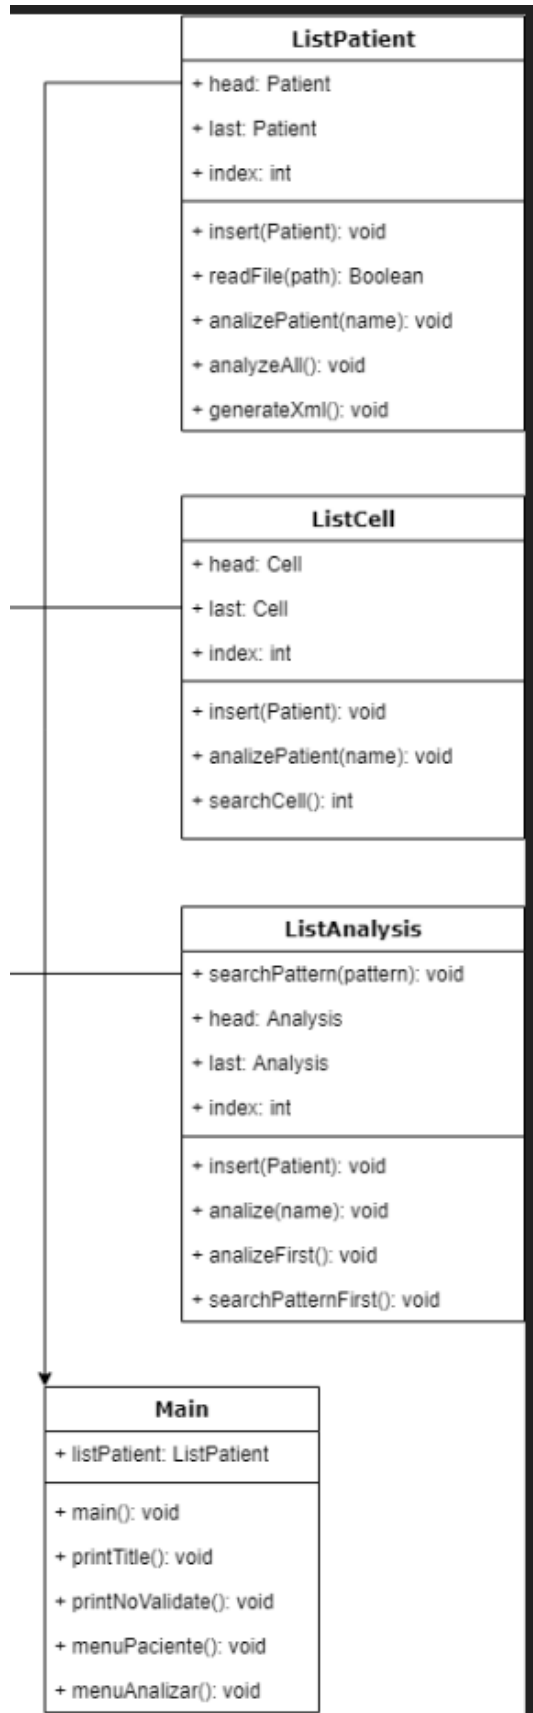 ListPatient
+ head: Patient
+ last: Patient
+ index: int
+ insert(Patient): void
+ readFile(path): Boolean
+ analizePatient(name): void
+ analyzeAll(): void
+ generateXml(): void
ListCell
+ head: Cell
+ last: Cell
+ index: int
+ insert(Patient): void
+ analizePatient(name): void
+ searchCell(): int
ListAnalysis
+ searchPattern(pattern): void
+ head: Analysis
+ last: Analysis
+ index: int
+ insert(Patient): void
+ analize(name): void
+ analizeFirst(): void
+ searchPatternFirst(): void
Main
+ listPatient: ListPatient
+ main(): void
+ printTitle(): void
+ printNoValidate(): void
+ menuPaciente(): void
+ menuAnalizar(): void